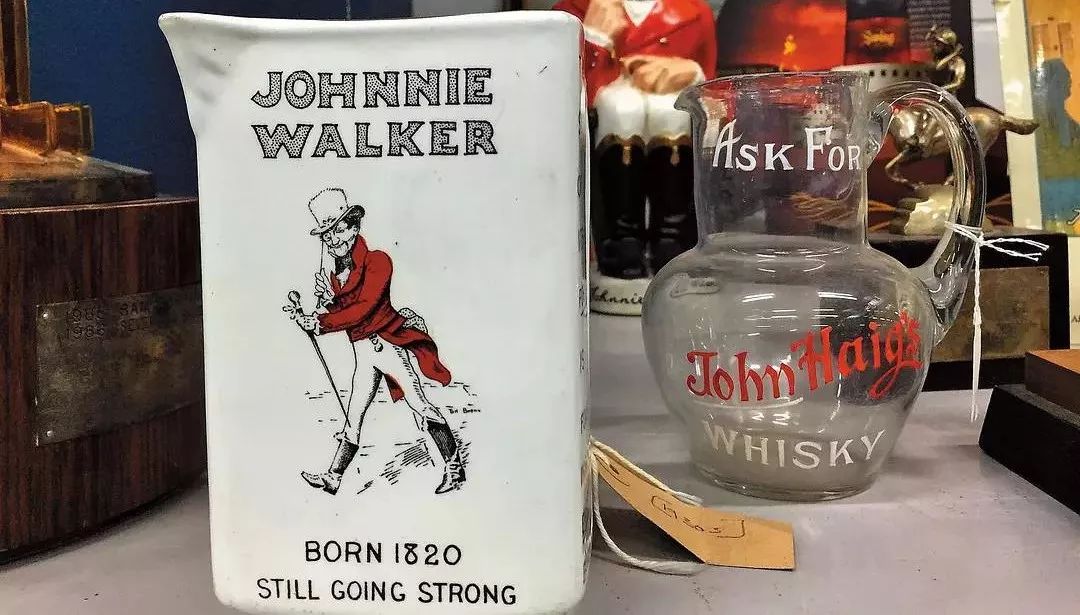 JOHNNIE
WALKER
BORN 1820
STILL GOING STRONG
ASK FOR
John Haig's
WHISKY